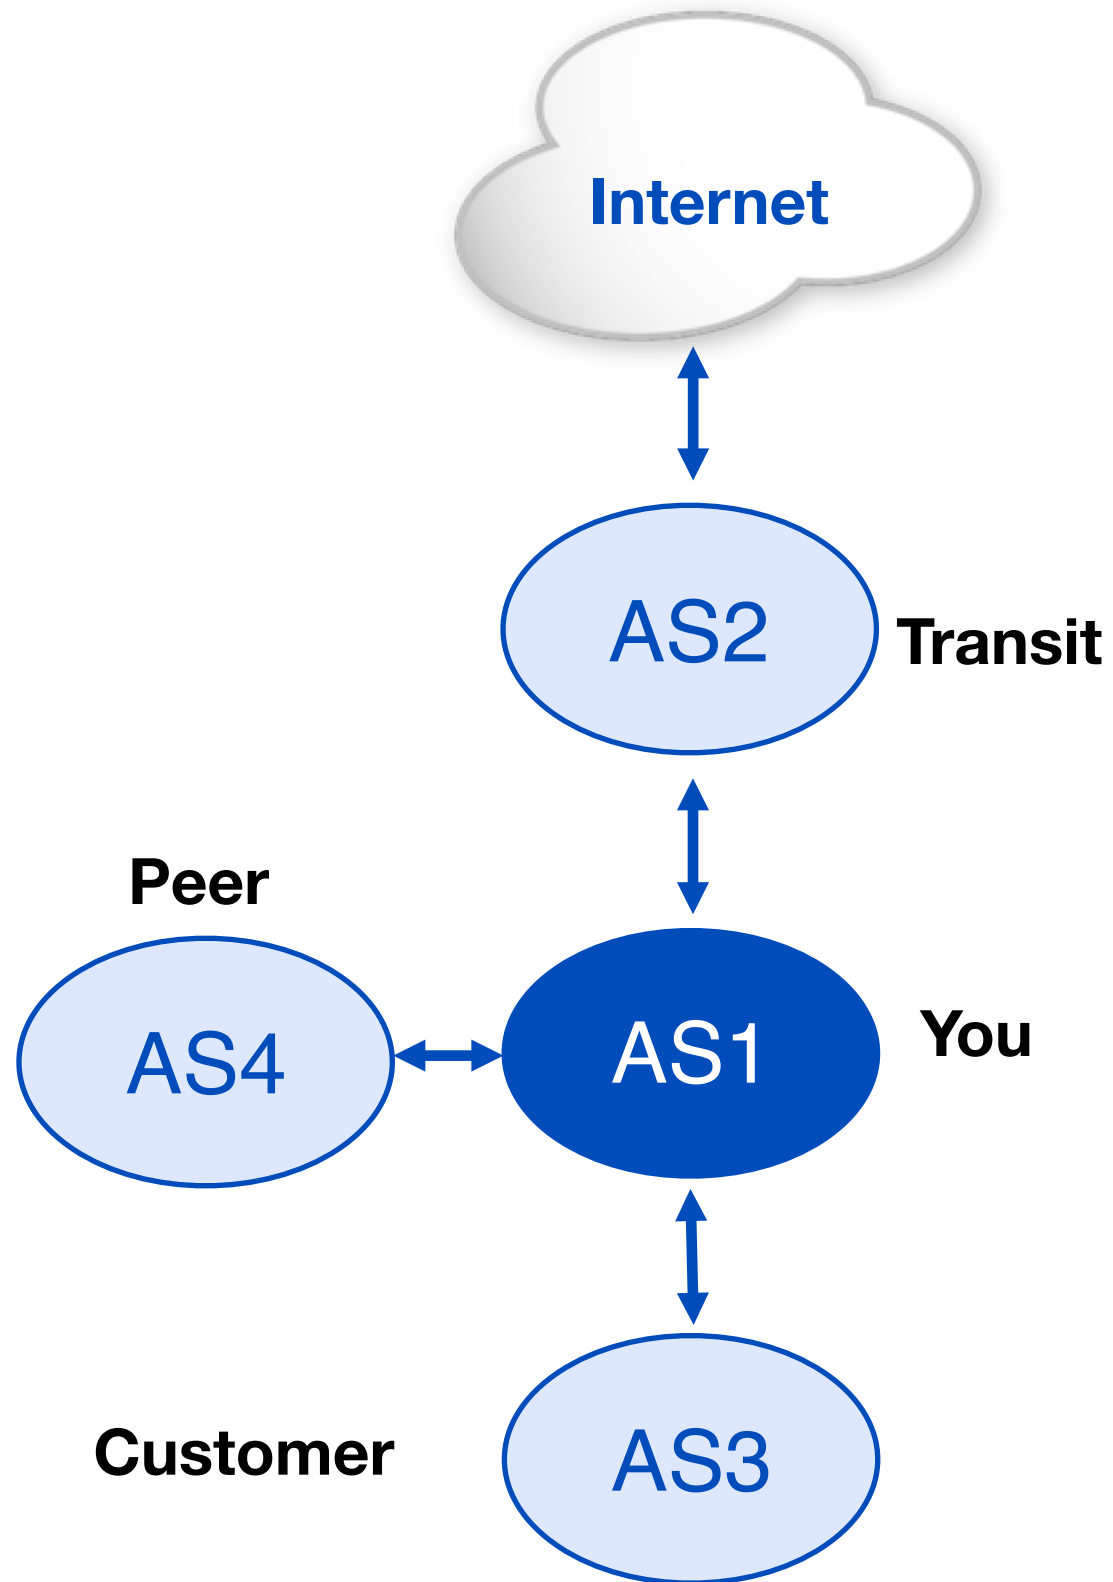 Internet
AS2
Transit
Peer
AS4
AS1
You
Customer
AS3